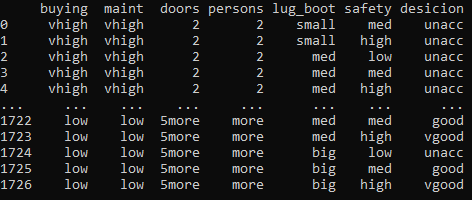 buying maint doors persons lug_boot safety desicion
0 vhigh vhigh 2 2 small med unacc
1 vhigh vhigh 2 2 small high unacc
2 vhigh vhigh 2 2 med low unacc
3 vhigh vhigh 2 2 med med unacc
4 vhigh vhigh 2 2 med high unacc
... ... ... ... ... ... ... ...
1722 low low 5more more med med good
1723 low low 5more more med high vgood
1724 low low 5more more big low unacc
1725 low low 5more more big med good
1726 low low 5more more big high vgood